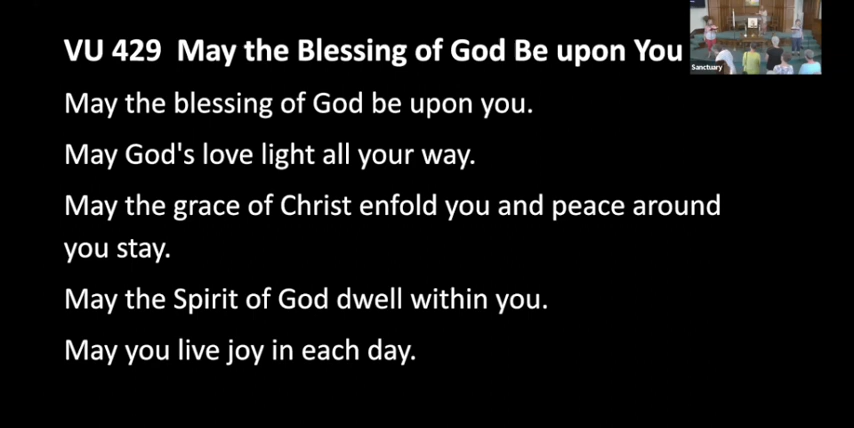 VU 429  May the Blessing of God Be upon You
Sanctuary
May the blessing of God be upon you.
May God's love light all your way.
May the grace of Christ enfold you and peace around
you stay.
May the Spirit of God dwell within you.
May you live joy in each day.